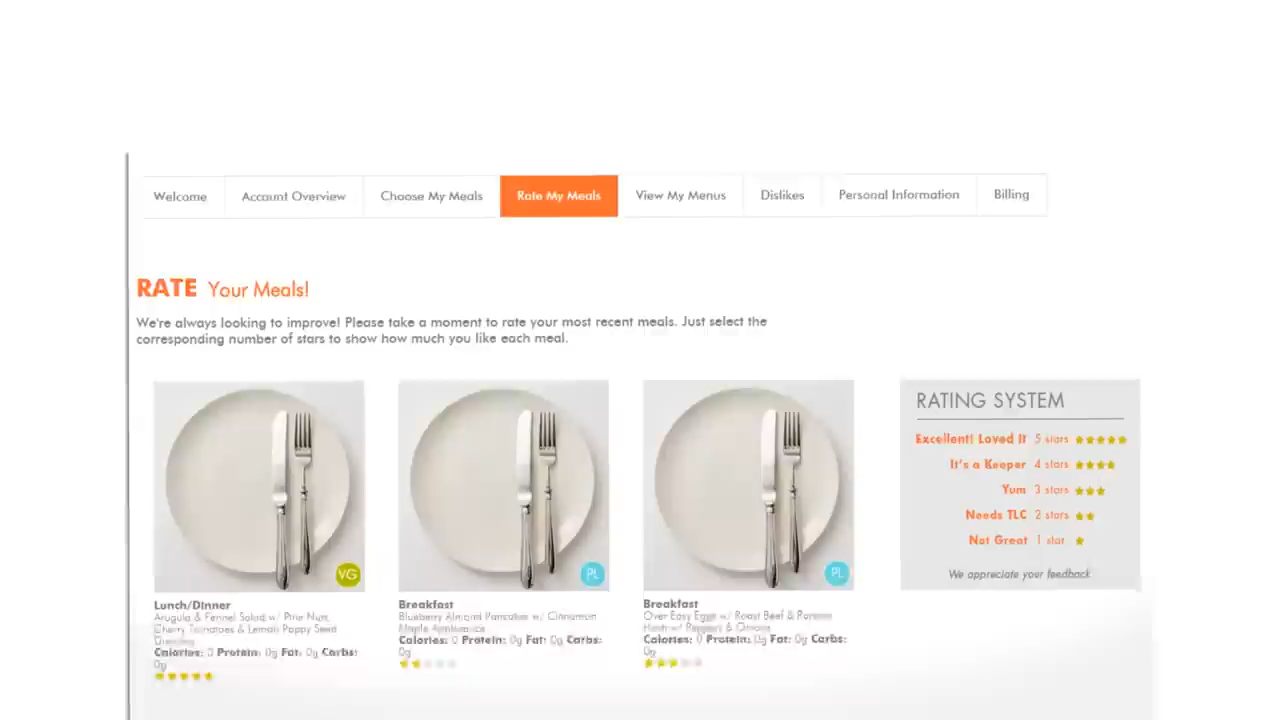 Welcome
Account Overview
Choose My Meals
Rate My Meals
View My Menus
Dislikes
Personal Information
Billing
RATE Your Meals!
We're always looking to improve! Please take a moment to rate your most recent meals. Just select the
corresponding number of stars to show how much you like each meal.
VG
Lunch/Dinner
Arugula & Fennel Salad w/ Pine Nuts,
Cherry Tomatoes & Lemon Poppy Seed
Dressing
Calories: 0 Protein: 0g Fat: 0g Carbs:
0g
PL
Breakfast
Blueberry Almond Pancakes w/ Cinnamon
Maple Applesauce
Calories: 0 Protein: 0g Fat: 0g Carbs:
0g
PL
Breakfast
Over Easy Eggs w/ Roast Beef &
Hash w/ Peppers & Onions
Calories: 0 Protein: 0g Fat: 0g Carbs:
0g
RATING SYSTEM
Excellent! Loved it 5 stars
It's a Keeper 4 stars
Yum 3 stars
Needs TLC 2 stars
Not Great 1 star
We appreciate your feedback